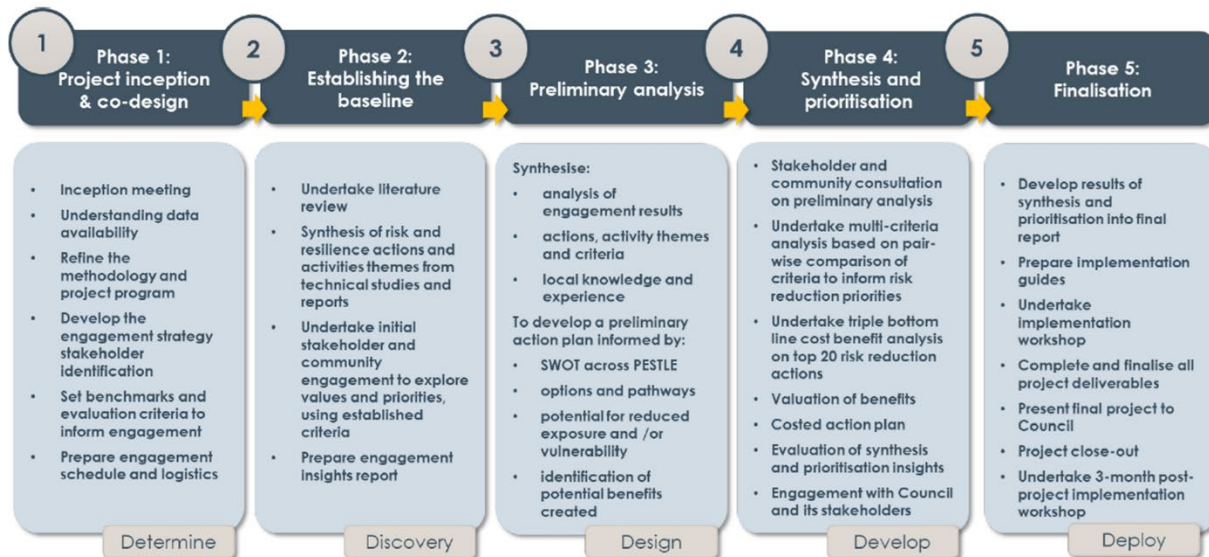 1
Phase 1:
Project inception
& co-design
2
Phase 2:
Establishing the
baseline
3
Phase 3:
Preliminary analysis
4
Phase 4:
Synthesis and
prioritisation
5
Phase 5:
Finalisation
• Inception meeting
• Understanding data
availability
• Refine the
methodology and
project program
• Develop the
engagement strategy
stakeholder
identification
• Set benchmarks and
evaluation criteria to
inform engagement
• Prepare engagement
schedule and logistics
Determine
• Undertake literature
review
• Synthesis of risk and
resilience actions and
activities themes from
technical studies and
reports
• Undertake initial
stakeholder and
community
engagement to explore
values and priorities,
using established
criteria
• Prepare engagement
insights report
Discovery
Synthesise:
• analysis of
engagement results
• actions, activity themes
and criteria
• local knowledge and
experience
To develop a preliminary
action plan informed by:
• SWOT across PESTLE
• options and pathways
• potential for reduced
exposure and /or
vulnerability
• identification of
potential benefits
created
Design
• Stakeholder and
community consultation
on preliminary analysis
• Undertake multi-criteria
analysis based on pair-
wise comparison of
criteria to inform risk
reduction priorities
• Undertake triple bottom
line cost benefit analysis
on top 20 risk reduction
actions
• Valuation of benefits
• Costed action plan
• Evaluation of synthesis
and prioritisation insights
• Engagement with Council
and its stakeholders
Develop
• Develop results of
synthesis and
prioritisation into final
report
• Prepare implementation
guides
• Undertake
implementation
workshop
• Complete and finalise all
project deliverables
• Present final project to
Council
• Project close-out
• Undertake 3-month post-
project implementation
workshop
Deploy